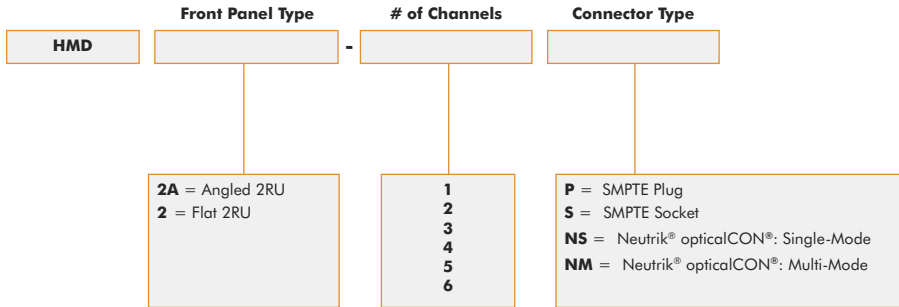 Front Panel Type # of Channels Connector Type
HMD -
2A = Angled 2RU
2 = Flat 2RU
1
2
3
4
5
6
P = SMPTE Plug
S = SMPTE Socket
NS = Neutrik® opticalCON®: Single-Mode
NM = Neutrik® opticalCON®: Multi-Mode